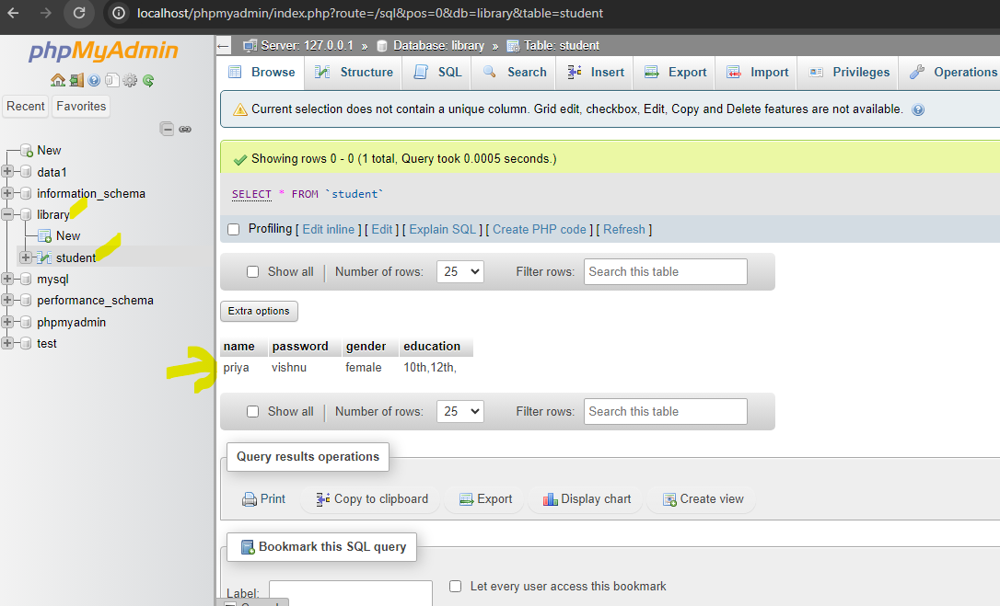 localhost/phpmyadmin/index.php?route=/sql&pos=0&db=library&table=student
phpMyAdmin
Recent Favorites
New
data1
information_schema
library
New
student
mysql
performance_schema
phpmyadmin
test
Server: 127.0.0.1 » Database: library » Table: student
Browse Structure SQL Search Insert Export Import Privileges Operations
Current selection does not contain a unique column. Grid edit, checkbox, Edit, Copy and Delete features are not available.
Showing rows 0 - 0 (1 total, Query took 0.0005 seconds.)
SELECT * FROM `student`
Profiling [ Edit inline ] [ Edit ] [ Explain SQL ] [ Create PHP code ] [ Refresh ]
Show all | Number of rows: 25 Filter rows: Search this table
Extra options
name password gender education
priya vishnu female 10th,12th,
Show all | Number of rows: 25 Filter rows: Search this table
Query results operations
Print Copy to clipboard Export Display chart Create view
Bookmark this SQL query
Label: Let every user access this bookmark